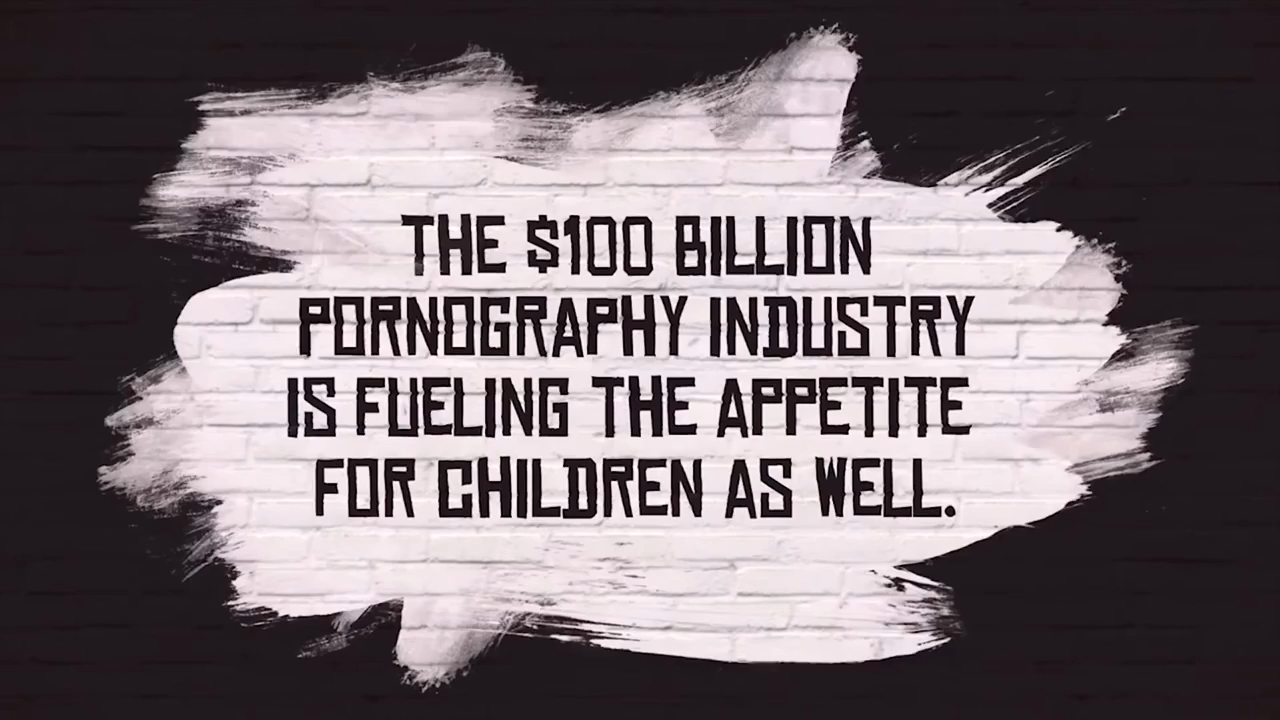 THE $100 BILLION
PORNOGRAPHY INDUSTRY
IS FUELING THE APPETITE
FOR CHILDREN AS WELL.